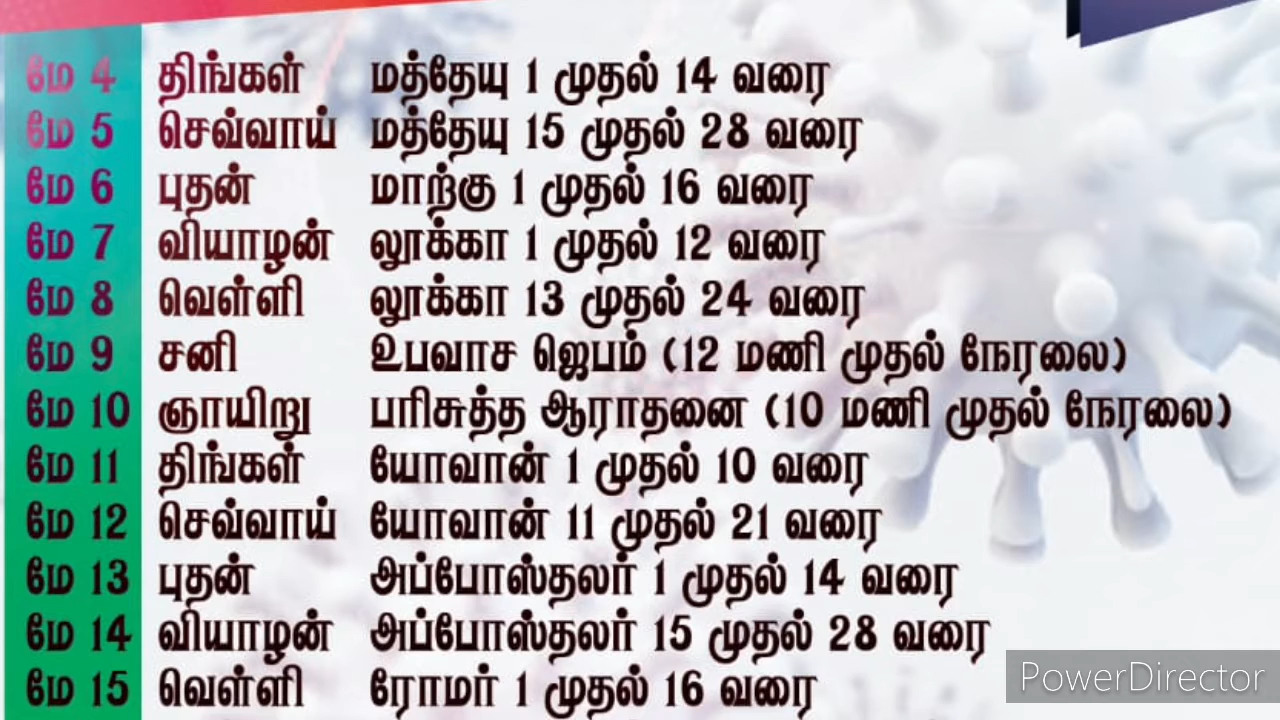 மே 4 திங்கள் மத்தேயு 1 முதல் 14 வரை
மே 5 செவ்வாய் மத்தேயு 15 முதல் 28 வரை
மே 6 புதன் மாற்கு 1 முதல் 16 வரை
மே 7 வியாழன் லூக்கா 1 முதல் 12 வரை
மே 8 வெள்ளி லூக்கா 13 முதல் 24 வரை
மே 9 சனி உபவாச ஜெபம் (12 மணி முதல் நேரலை)
மே 10 ஞாயிறு பரிசுத்த ஆராதனை (10 மணி முதல் நேரலை)
மே 11 திங்கள் யோவான் 1 முதல் 10 வரை
மே 12 செவ்வாய் யோவான் 11 முதல் 21 வரை
மே 13 புதன் அப்போஸ்தலர் 1 முதல் 14 வரை
மே 14 வியாழன் அப்போஸ்தலர் 15 முதல் 28 வரை
மே 15 வெள்ளி ரோமர் 1 முதல் 16 வரை
PowerDirector